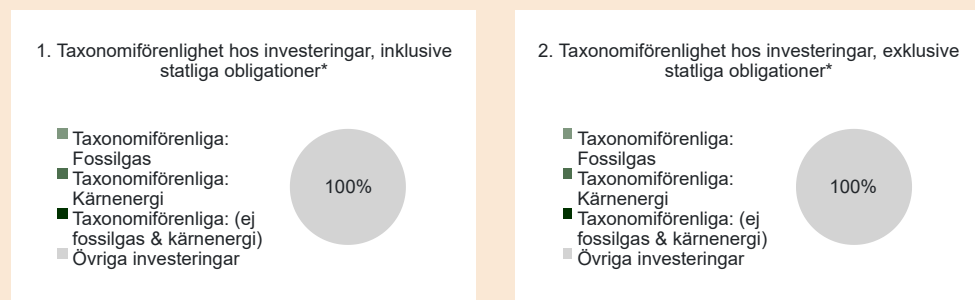 1. Taxonomiförenlighet hos investeringar, inklusive
statliga obligationer*
Taxonomiförenliga:
Fossilgas
Taxonomiförenliga:
Kärnenergi
Taxonomiförenliga: (ej
fossilgas & kärnenergi)
Övriga investeringar
100%
2. Taxonomiförenlighet hos investeringar, exklusive
statliga obligationer*
Taxonomiförenliga:
Fossilgas
Taxonomiförenliga:
Kärnenergi
Taxonomiförenliga: (ej
fossilgas & kärnenergi)
Övriga investeringar
100%